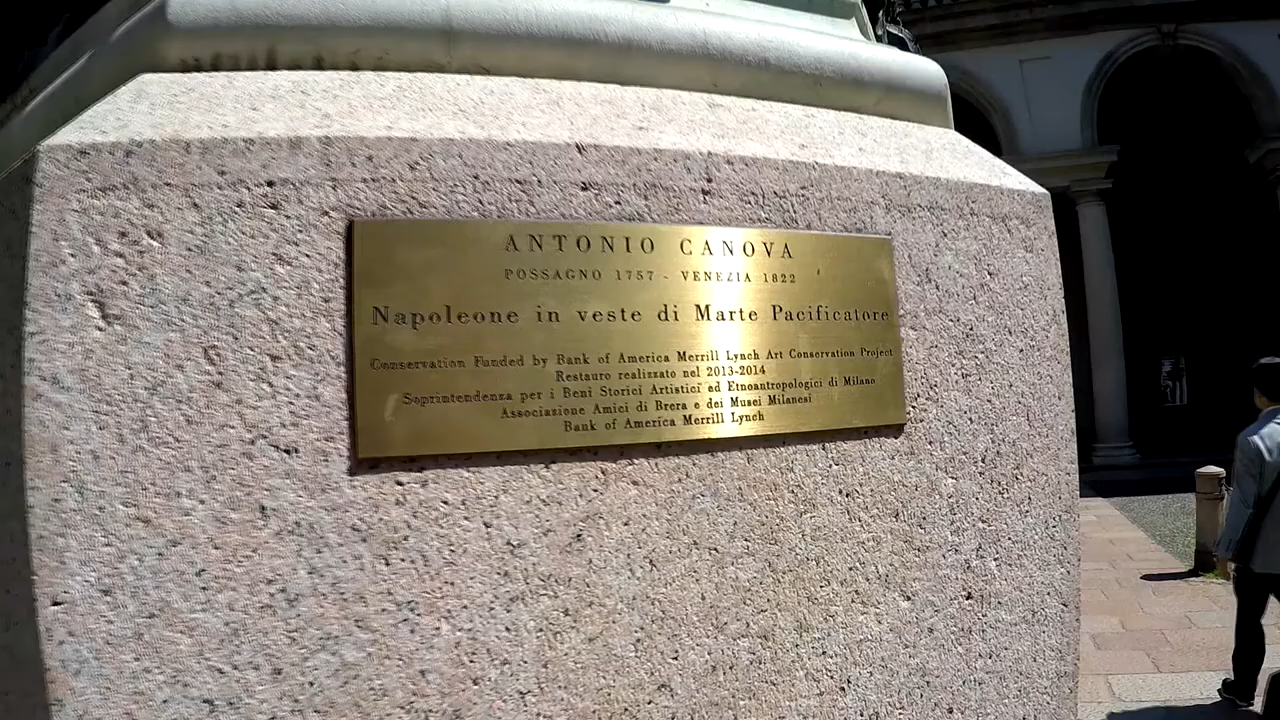 ANTONIO CANOVA
POSSAGNO 1757 - VENEZIA 1822
Napoleone in veste di Marte Pacificatore
Conservation Funded by Bank of America Merrill Lynch Art Conservation Project
Restauro realizzato nel 2013-2014
Soprintendenza per i Beni Storici Artistici ed Etnoantropologici di Milano
Associazione Amici di Brera e dei Musei Milanesi
Bank of America Merrill Lynch